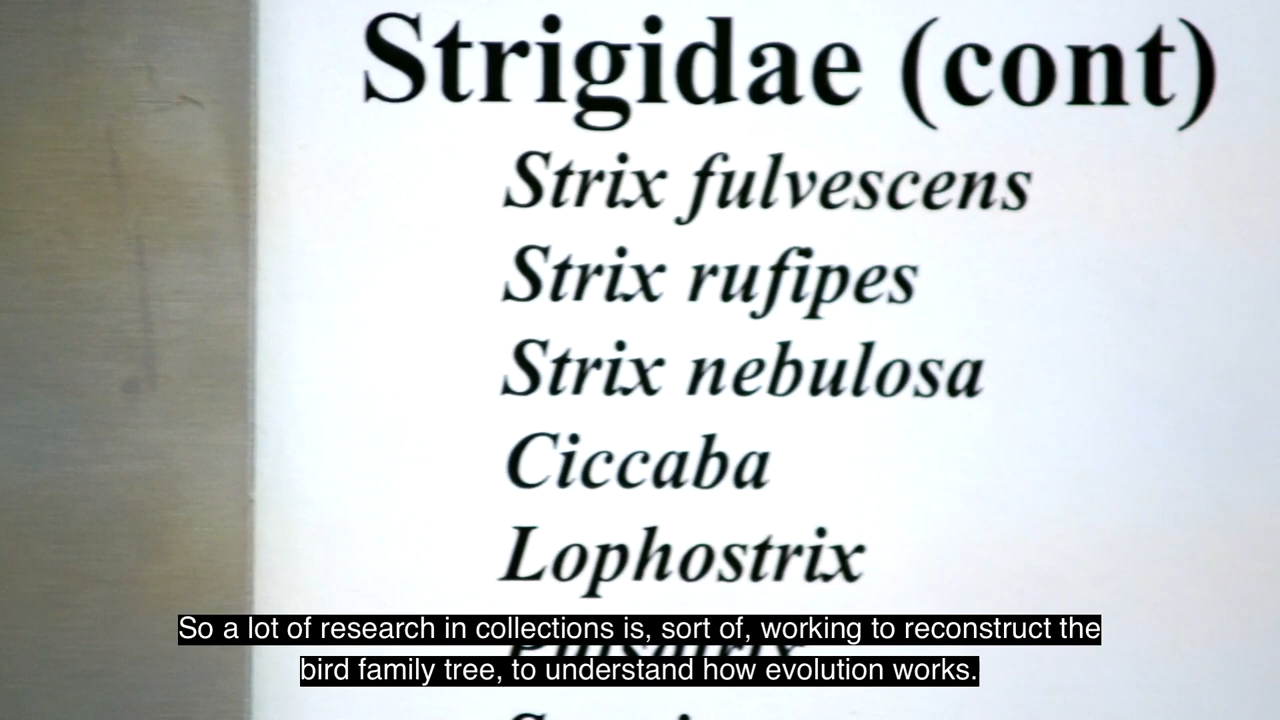 Strigidae (cont)
Strix fulvescens
Strix rufipes
Strix nebulosa
Ciccaba
Lophostrix
So a lot of research in collections is, sort of, working to reconstruct the
bird family tree, to understand how evolution works.